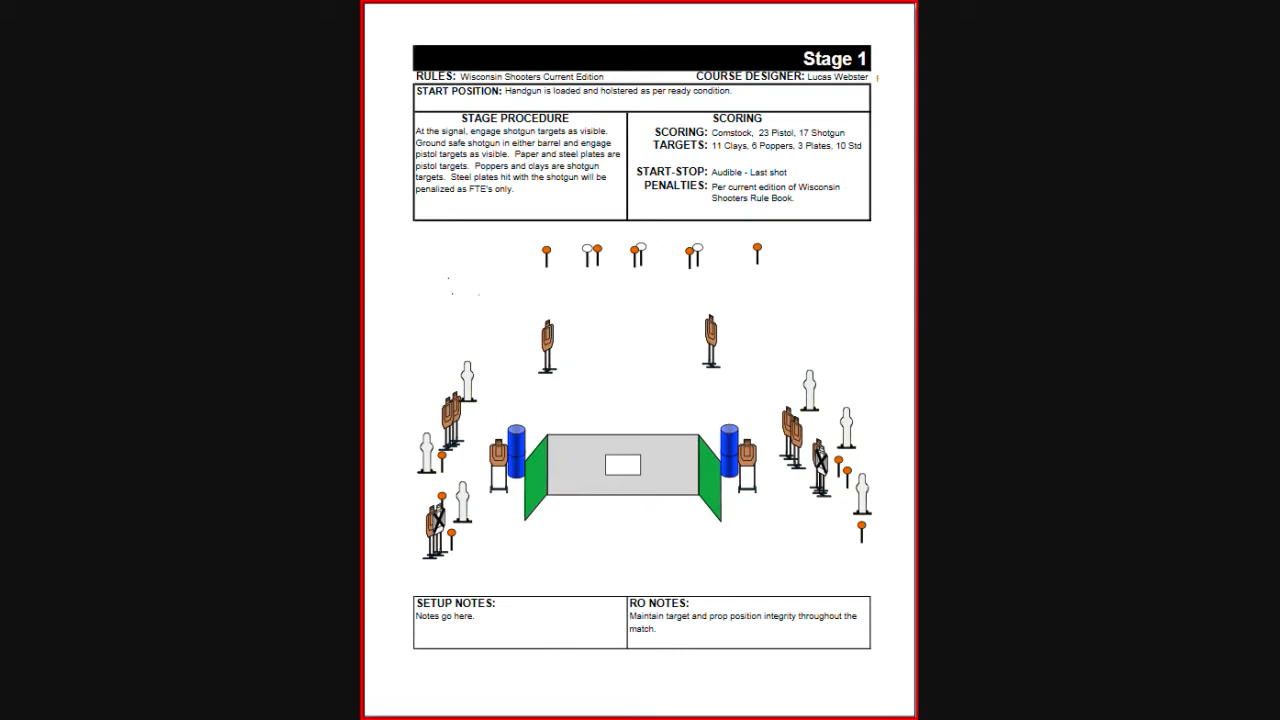 Stage 1
RULES: Wisconsin Shooters Current Edition COURSE DESIGNER: Lucas Webster
START POSITION: Handgun is loaded and holstered as per ready condition.
STAGE PROCEDURE
At the signal, engage shotgun targets as visible.
Ground safe shotgun in either barrel and engage
pistol targets as visible. Paper and steel plates are
pistol targets. Poppers and clays are shotgun
targets. Steel plates hit with the shotgun will be
penalized as FTE's only.
SCORING
SCORING: Comstock, 23 Pistol, 17 Shotgun
TARGETS: 11 Clays, 6 Poppers, 3 Plates, 10 Std
START-STOP: Audible - Last shot
PENALTIES: Per current edition of Wisconsin
Shooters Rule Book.
SETUP NOTES:
Notes go here.
RO NOTES:
Maintain target and prop position integrity throughout the
match.